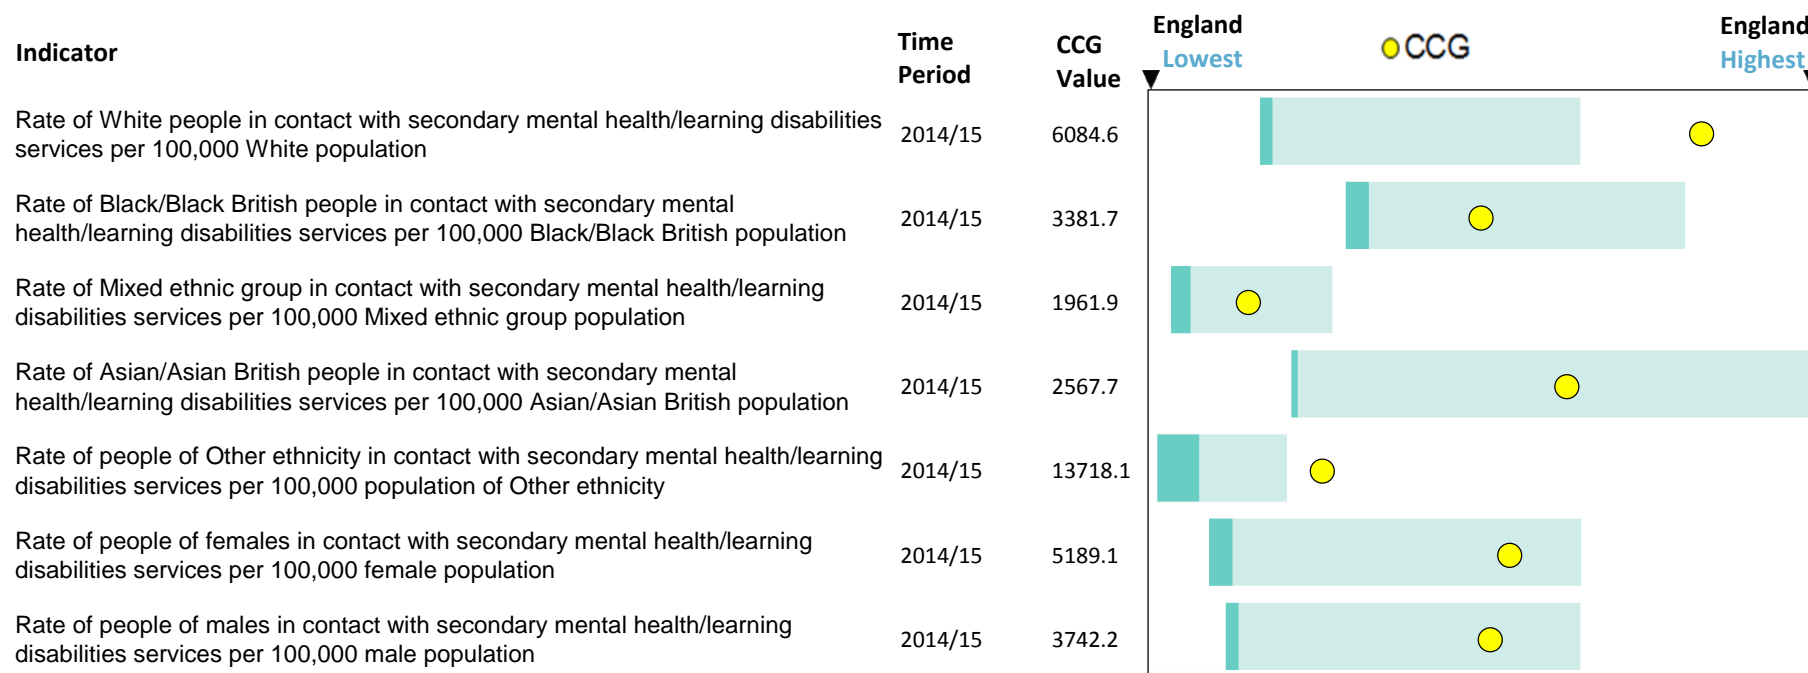 Indicator
Time
Period
CCG
Value
England
Lowest
CCG
England
Highest
Rate of White people in contact with secondary mental health/learning disabilities
services per 100,000 White population
2014/15
6084.6
Rate of Black/Black British people in contact with secondary mental
health/learning disabilities services per 100,000 Black/Black British population
2014/15
3381.7
Rate of Mixed ethnic group in contact with secondary mental health/learning
disabilities services per 100,000 Mixed ethnic group population
2014/15
1961.9
Rate of Asian/Asian British people in contact with secondary mental
health/learning disabilities services per 100,000 Asian/Asian British population
2014/15
2567.7
Rate of people of Other ethnicity in contact with secondary mental health/learning
disabilities services per 100,000 population of Other ethnicity
2014/15
13718.1
Rate of people of females in contact with secondary mental health/learning
disabilities services per 100,000 female population
2014/15
5189.1
Rate of people of males in contact with secondary mental health/learning
disabilities services per 100,000 male population
2014/15
3742.2